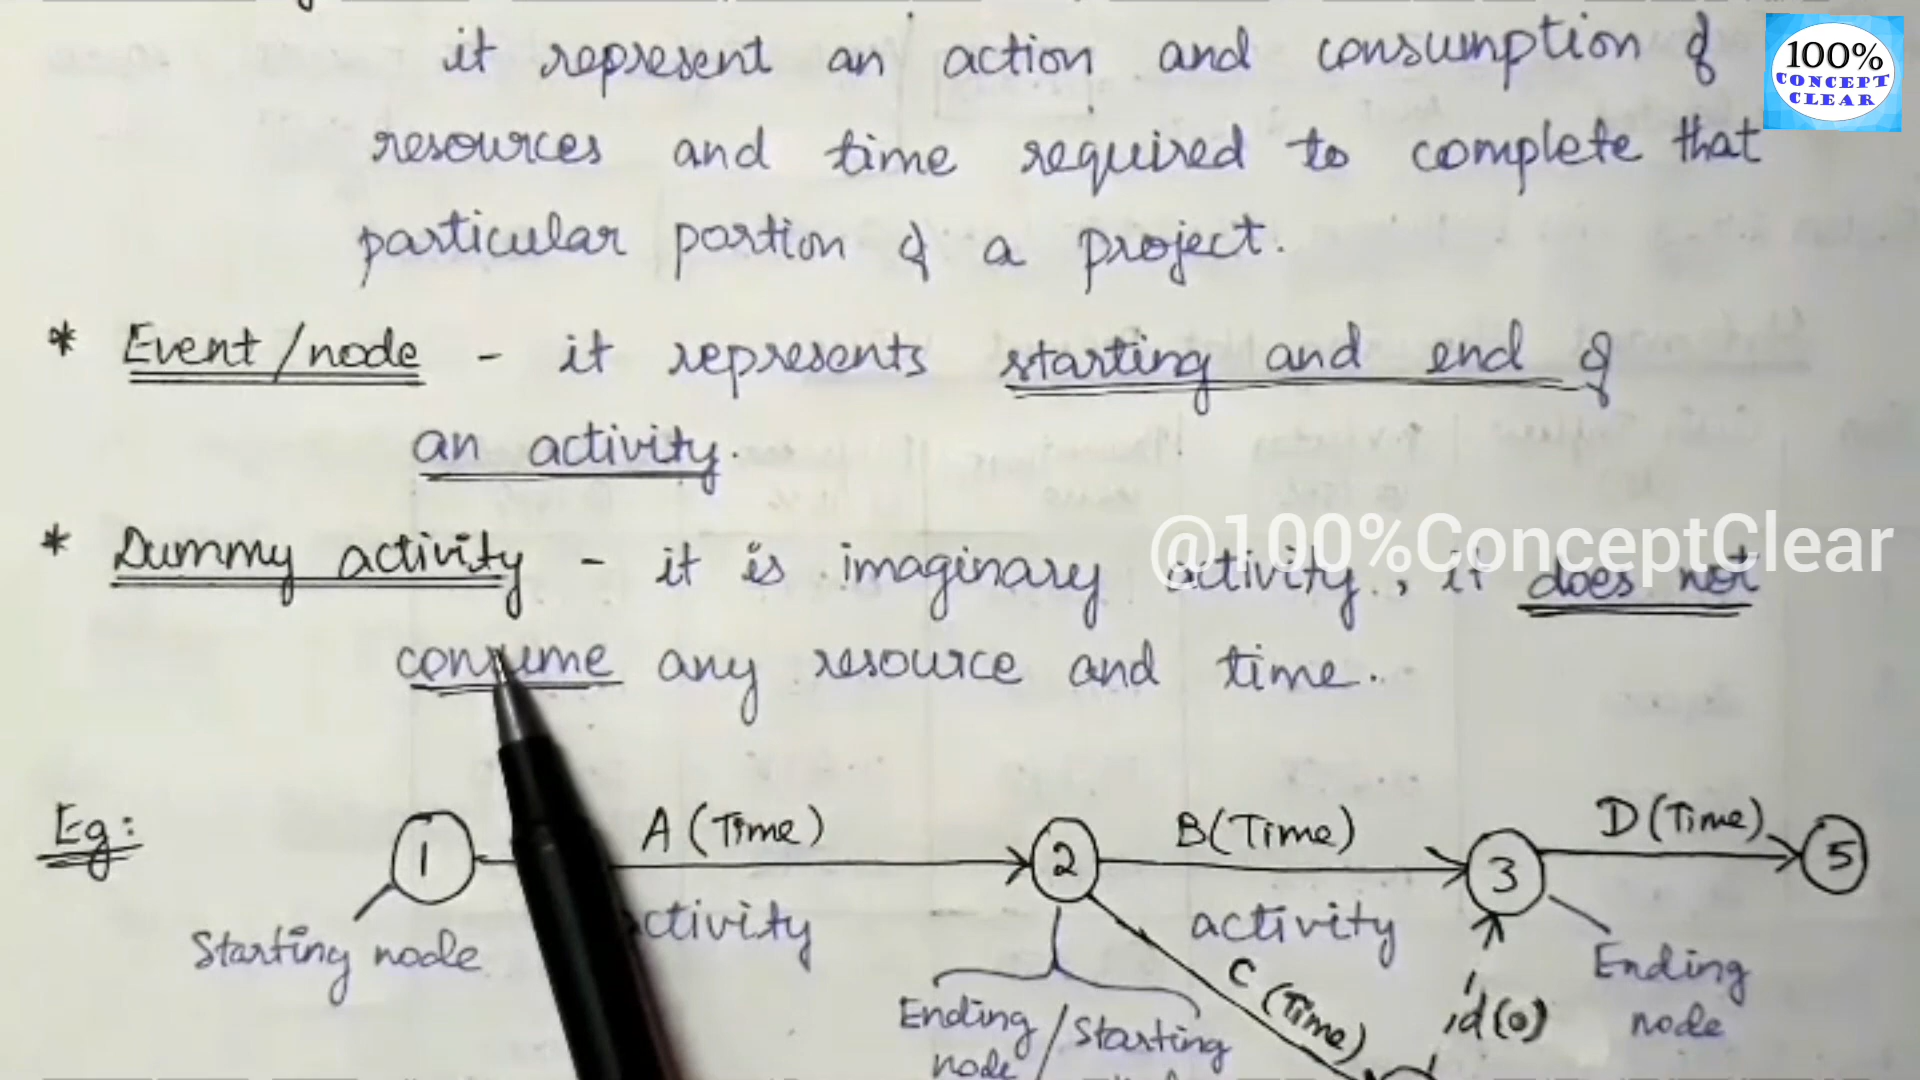 it represent an action and consumption of
resources and time required to complete that
particular portion of a project.
* Event/node - it represents starting and end of
an activity.
* Dummy activity - it is imaginary activity, it does not
consume any resource and time.
Eg:
1
A (Time)
2
B(Time)
3
D(Time)
5
Starting node
ctivity
activity
C (Time)
d(0)
Ending
node
Ending / Starting
node
100%
CONCEPT
CLEAR
@100%ConceptClear